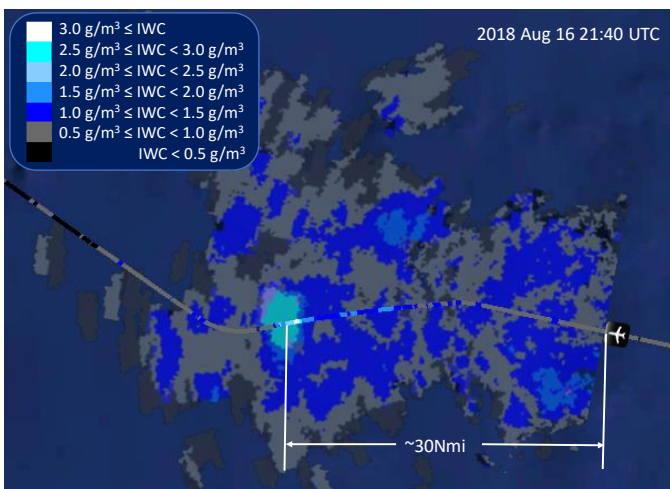 3.0 g/m³ ≤ IWC
2.5 g/m³ ≤ IWC < 3.0 g/m³
2.0 g/m³ ≤ IWC < 2.5 g/m³
1.5 g/m³ ≤ IWC < 2.0 g/m³
1.0 g/m³ ≤ IWC < 1.5 g/m³
0.5 g/m³ ≤ IWC < 1.0 g/m³
IWC < 0.5 g/m³
2018 Aug 16 21:40 UTC
~30Nmi